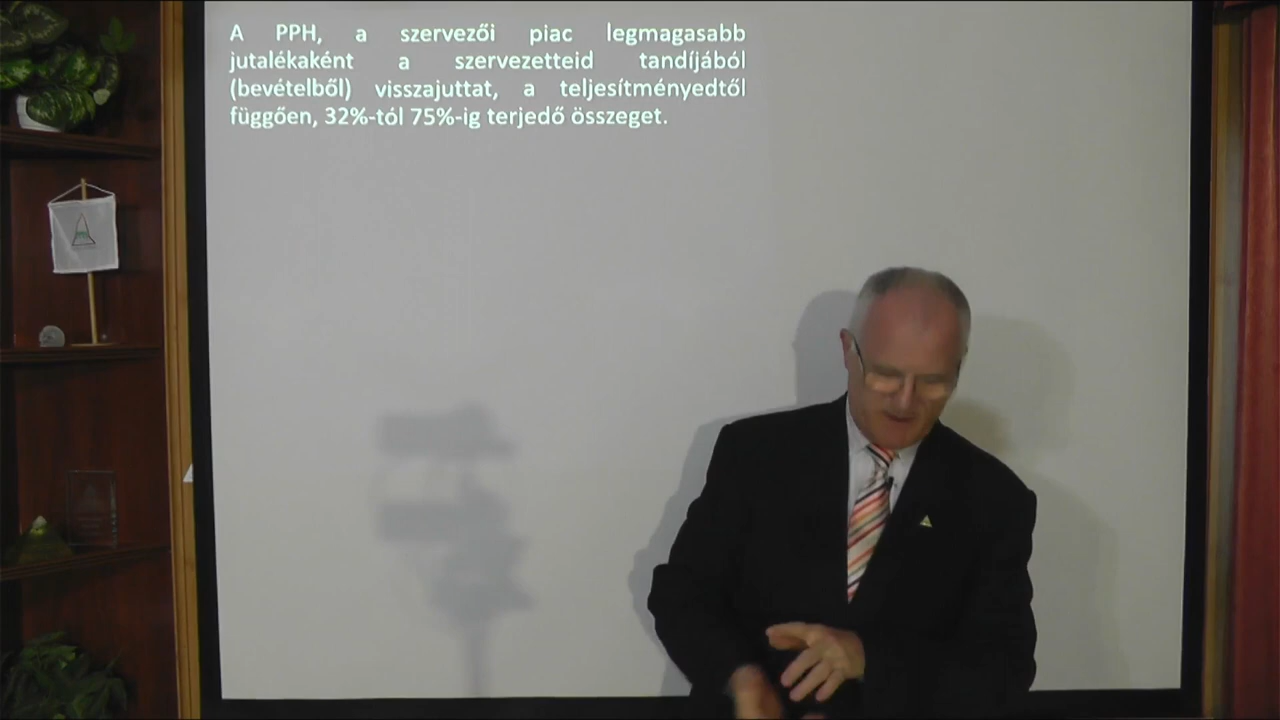 A PPH, a szervezői piac legmagasabb
jutalékaként a szervezetteid tandíjából
(bevételből) visszajuttat, a teljesítményedtől
függően, 32%-tól 75%-ig terjedő összeget.